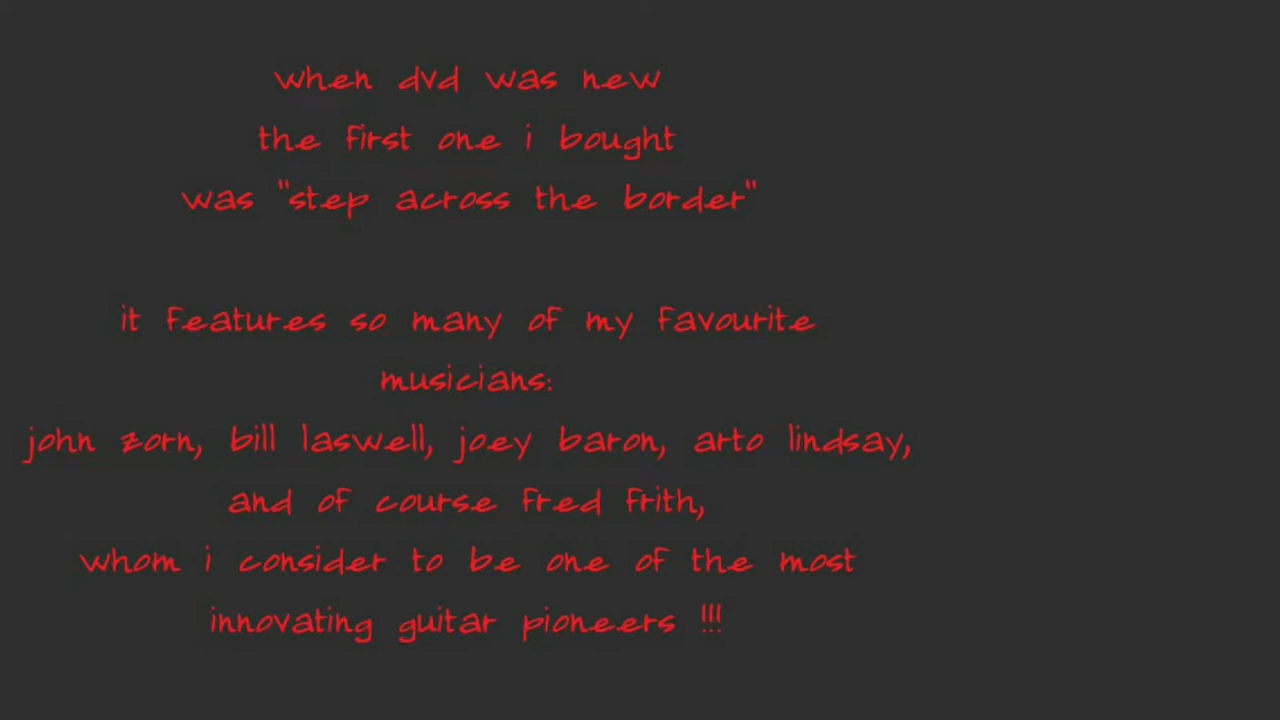 when dvd was new
the first one i bought
was "step across the border"
it features so many of my favourite
musicians:
john zorn, bill laswell, joey baron, arto lindsay,
and of course fred frith,
whom i consider to be one of the most
innovating guitar pioneers !!!